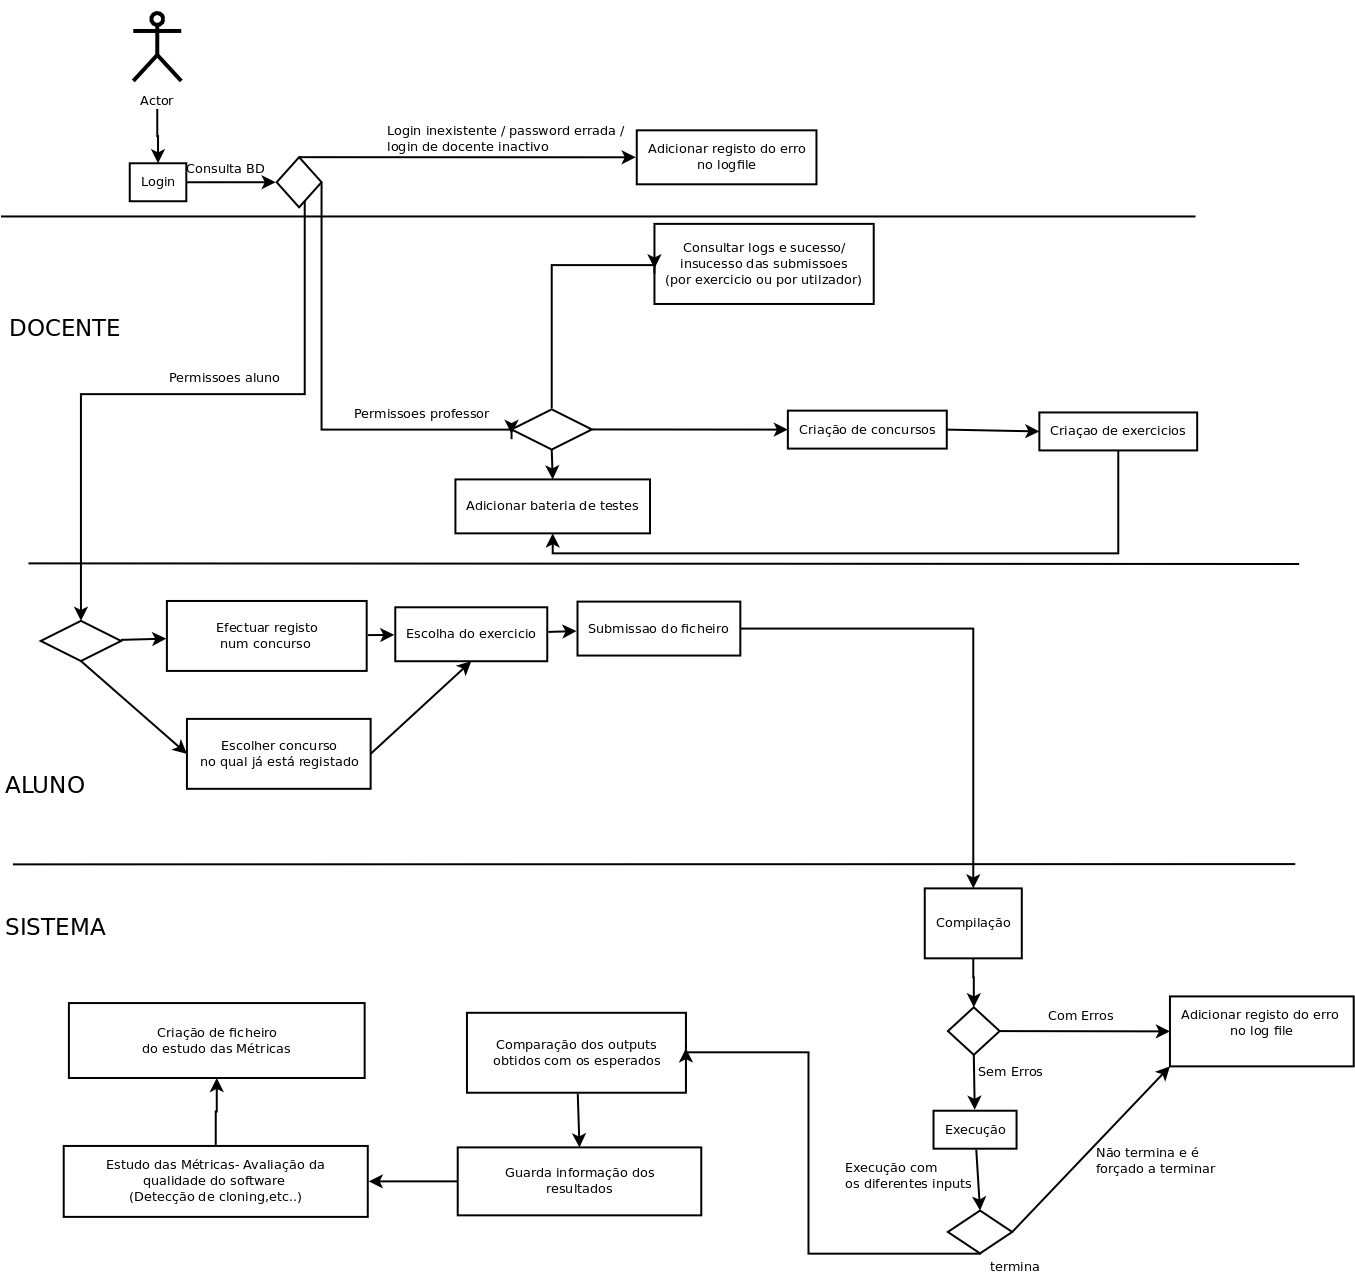 Actor
Login
Consulta BD
Login inexistente / password errada /
login de docente inactivo
Adicionar registo do erro
no logfile
DOCENTE
Consultar logs e sucesso/
insucesso das submissoes
(por exercicio ou por utilzador)
Permissoes aluno
Permissoes professor
Criação de concursos
Criaçao de exercicios
Adicionar bateria de testes
Efectuar registo
num concurso
Escolha do exercicio
Submissao do ficheiro
Escolher concurso
no qual já está registado
ALUNO
SISTEMA
Compilação
Com Erros
Adicionar registo do erro
no log file
Sem Erros
Execução
Execução com
os diferentes inputs
Não termina e é
forçado a terminar
termina
Comparação dos outputs
obtidos com os esperados
Guarda informação dos
resultados
Estudo das Métricas- Avaliação da
qualidade do software
(Detecção de cloning,etc..)
Criação de ficheiro
do estudo das Métricas